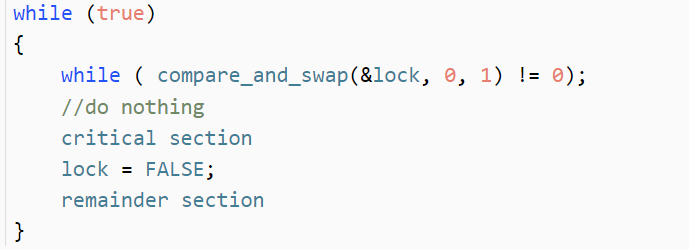 while (true)
{
while ( compare_and_swap(&lock, 0, 1) != 0);
//do nothing
critical section
lock = FALSE;
remainder section
}